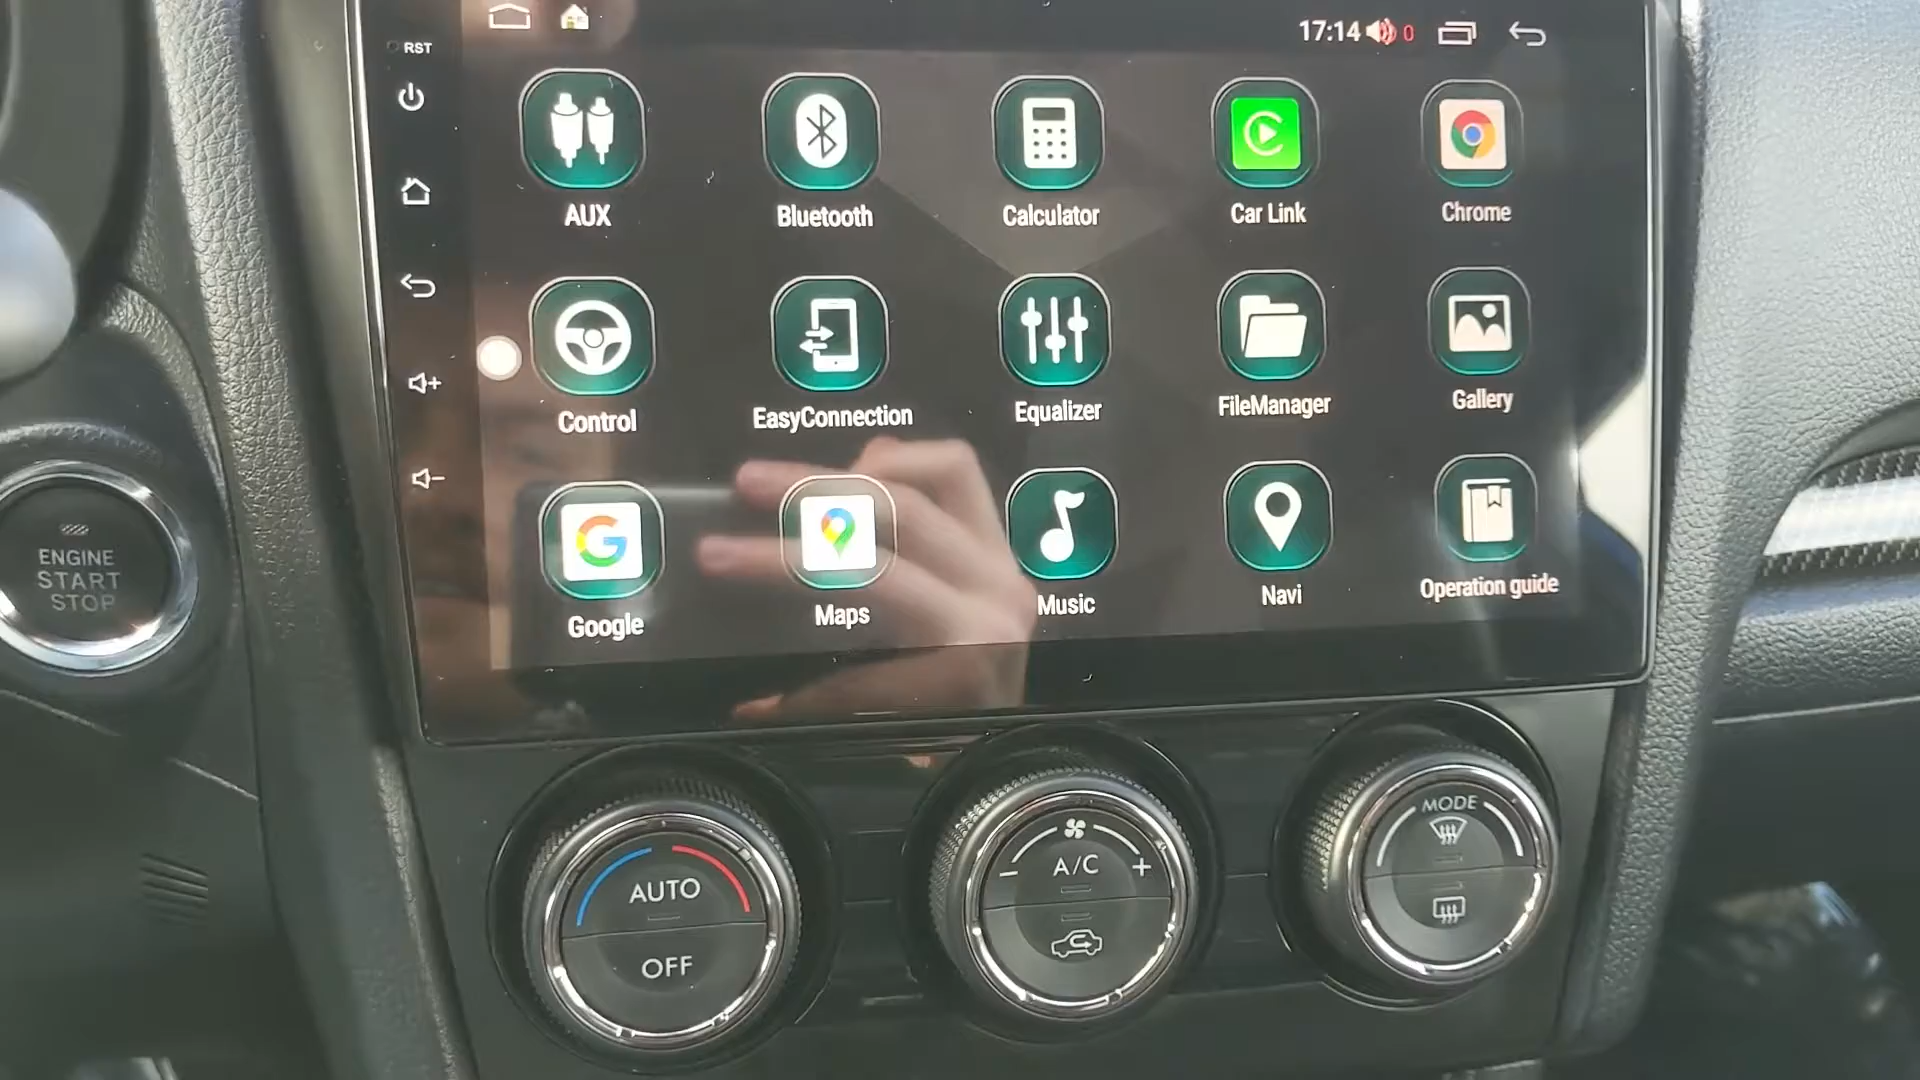 RST
17:14 0
AUX
Bluetooth
Calculator
Car Link
Chrome
Control
EasyConnection
Equalizer
FileManager
Gallery
Google
Maps
Music
Navi
Operation guide
ENGINE
START
STOP
AUTO
OFF
A/C
MODE